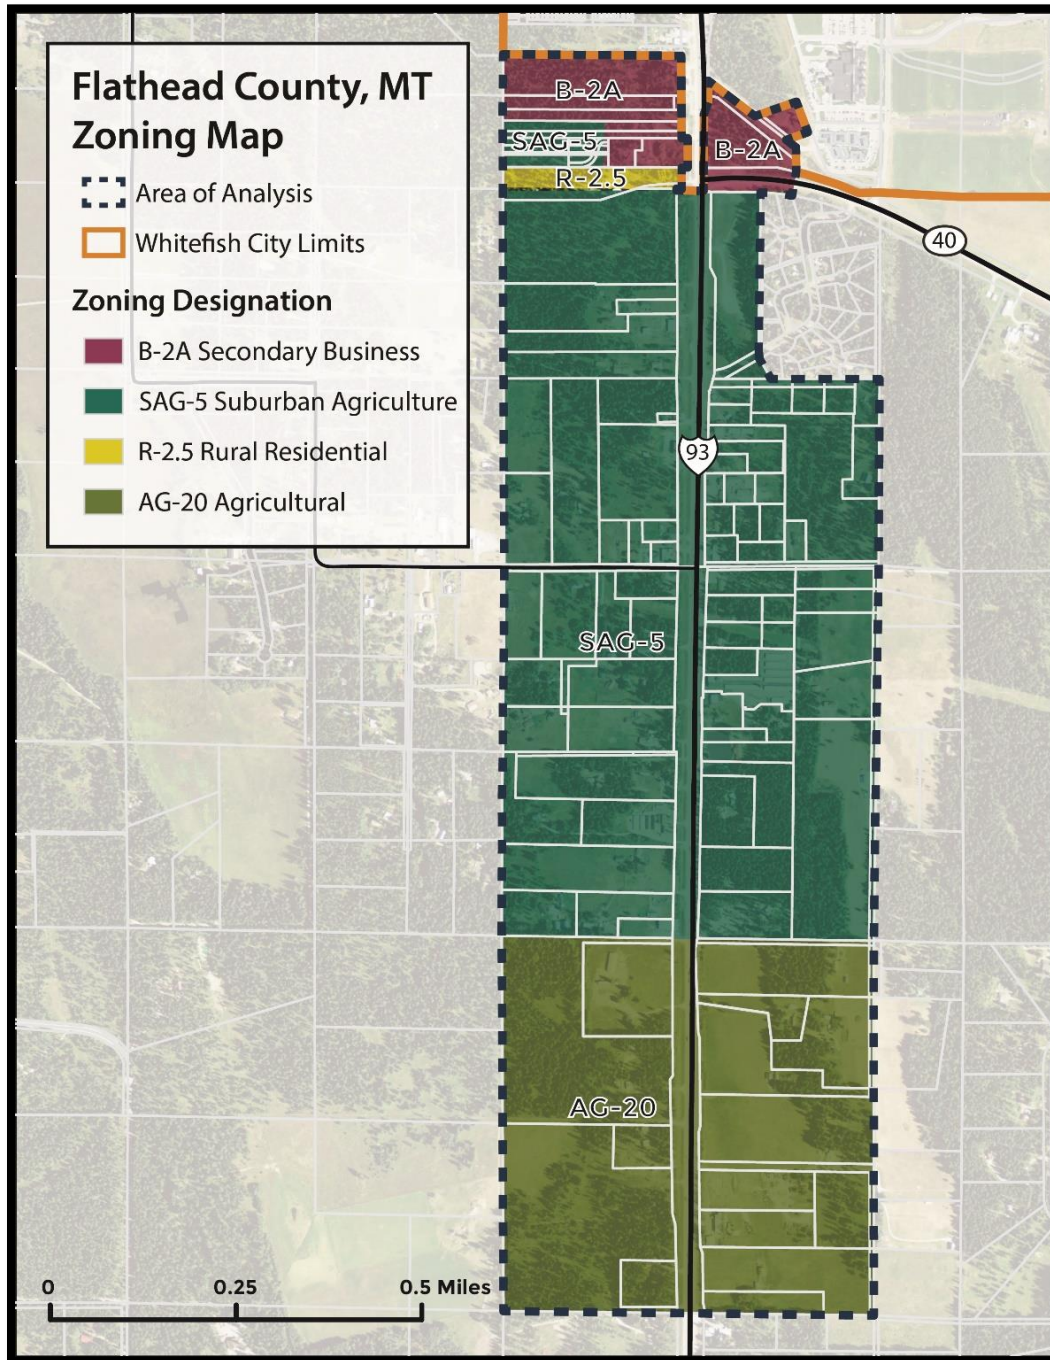 Flathead County, MT
Zoning Map
Area of Analysis
Whitefish City Limits
Zoning Designation
B-2A Secondary Business
SAG-5 Suburban Agriculture
R-2.5 Rural Residential
AG-20 Agricultural
B-2A
SAG-5
B-2A
R-2.5
40
93
SAG-5
AG-20
0 0.25 0.5 Miles